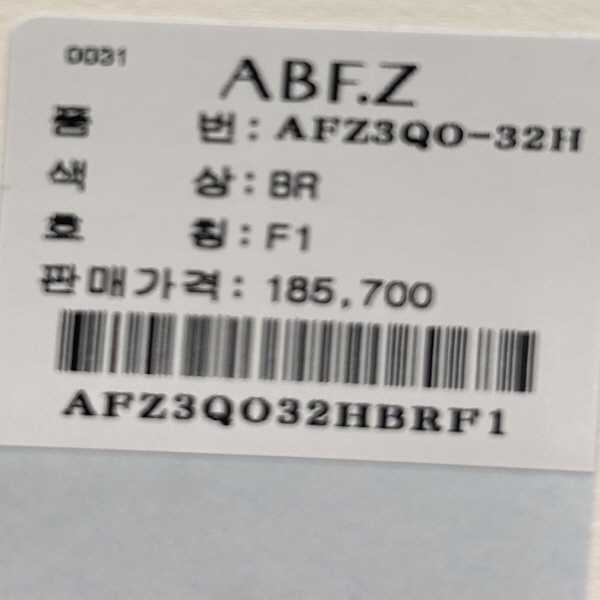 0031
ABF.Z
품 번 : AFZ3QO-32H
색 상 : BR
호 칭 : F1
판매가격 : 185,700
AFZ3QO32HBRF1